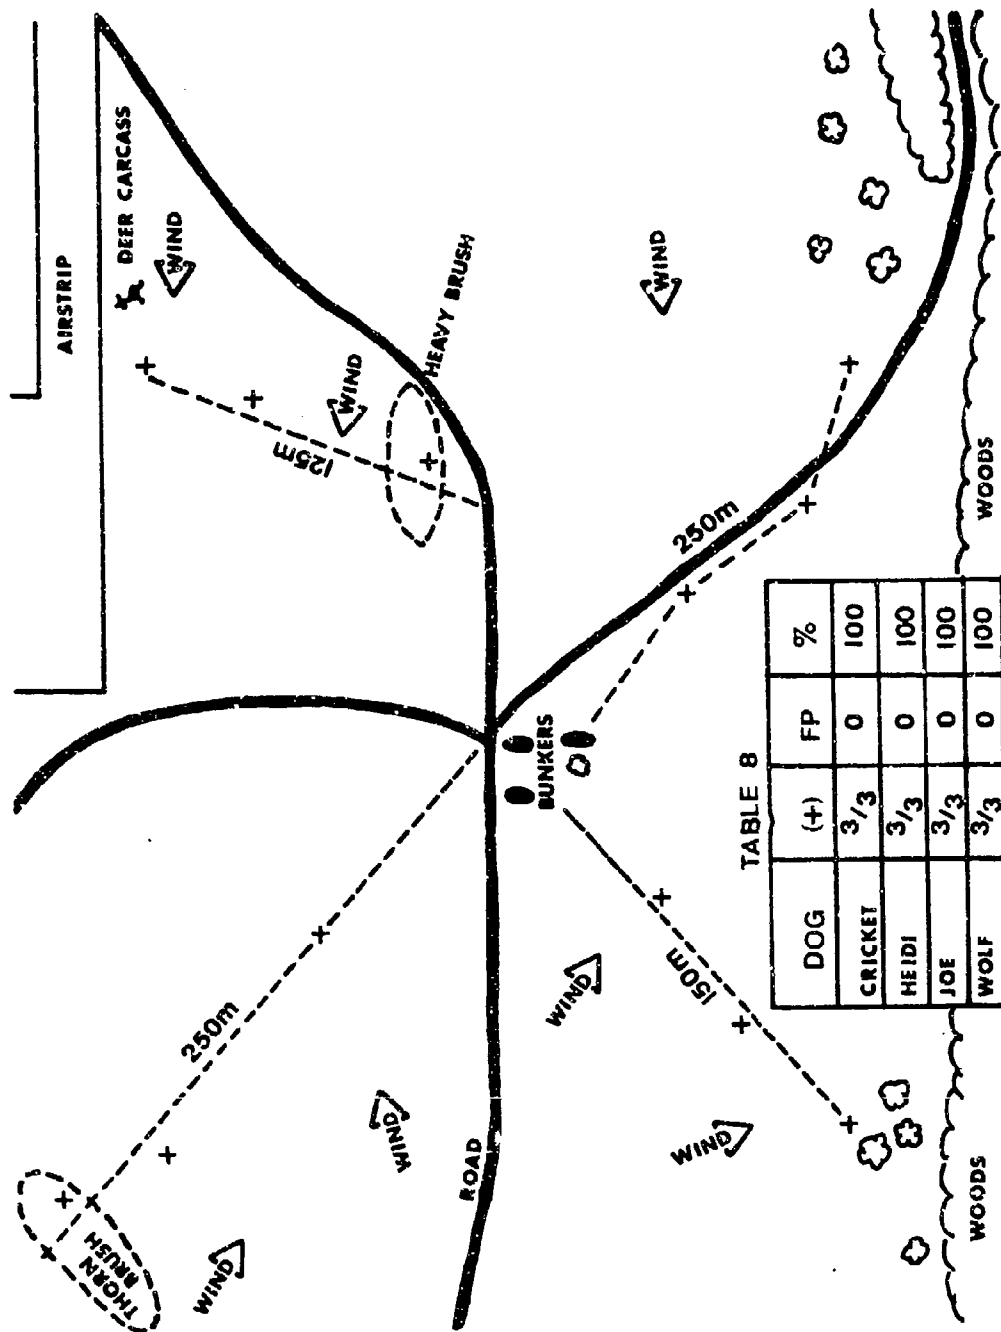 AIRSTRIP
DEER CARCASS
WIND
WIND
HEAVY BRUSH
125m
WIND
250m
THORN
BRUSH
WIND
WIND
ROAD
BUNKERS
250m
WIND
150m
WIND
WOODS
WOODS
TABLE 8
DOG (+) FP %
CRICKET 3/3 0 100
HEIDI 3/3 0 100
JOE 3/3 0 100
WOLF 3/3 0 100